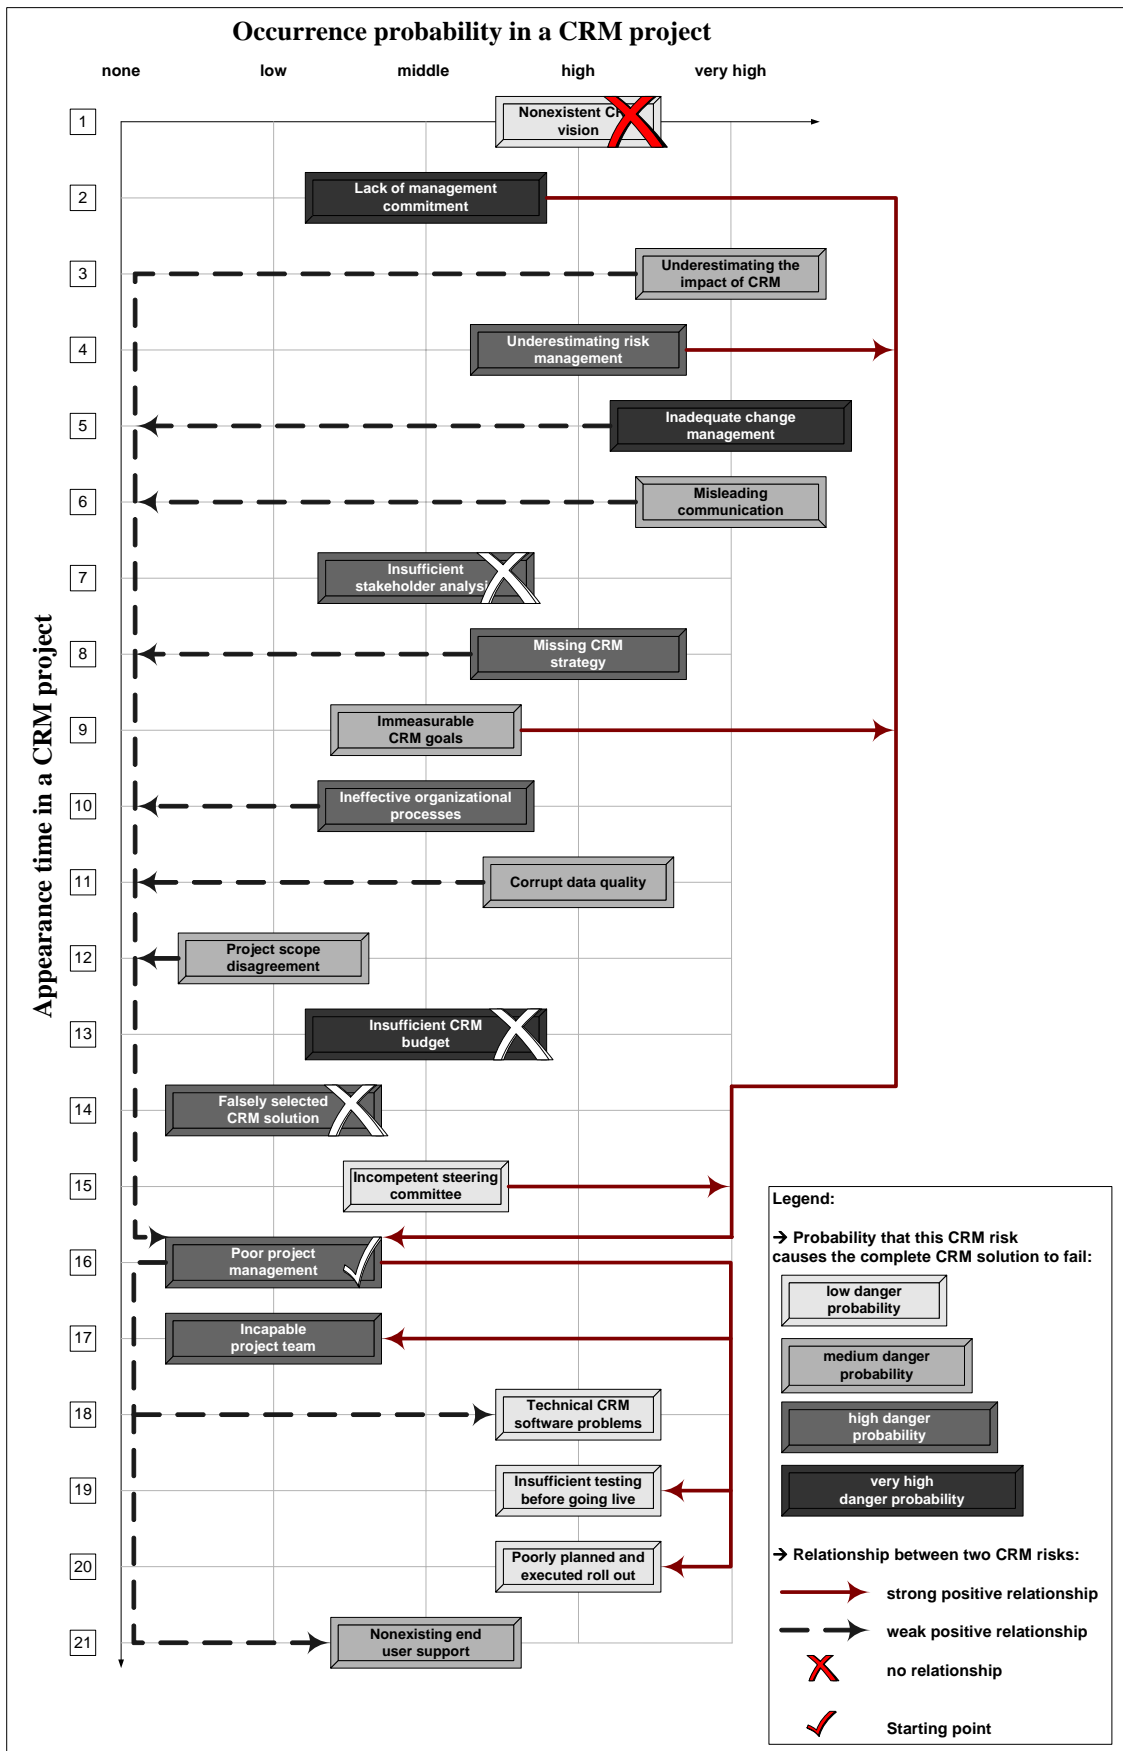 Occurrence probability in a CRM project
none low middle high very high
Appearance time in a CRM project
1
Nonexistent CRM
vision
2
Lack of management
commitment
3
Underestimating the
impact of CRM
4
Underestimating risk
management
5
Inadequate change
management
6
Misleading
communication
7
Insufficient
stakeholder analysis
8
Missing CRM
strategy
9
Immeasurable
CRM goals
10
Ineffective organizational
processes
11
Corrupt data quality
12
Project scope
disagreement
13
Insufficient CRM
budget
14
Falsely selected
CRM solution
15
Incompetent steering
committee
16
Poor project
management
17
Incapable
project team
18
Technical CRM
software problems
19
Insufficient testing
before going live
20
Poorly planned and
executed roll out
21
Nonexisting end
user support
Legend:
→ Probability that this CRM risk
causes the complete CRM solution to fail:
low danger
probability
medium danger
probability
high danger
probability
very high
danger probability
→ Relationship between two CRM risks:
strong positive relationship
weak positive relationship
no relationship
Starting point